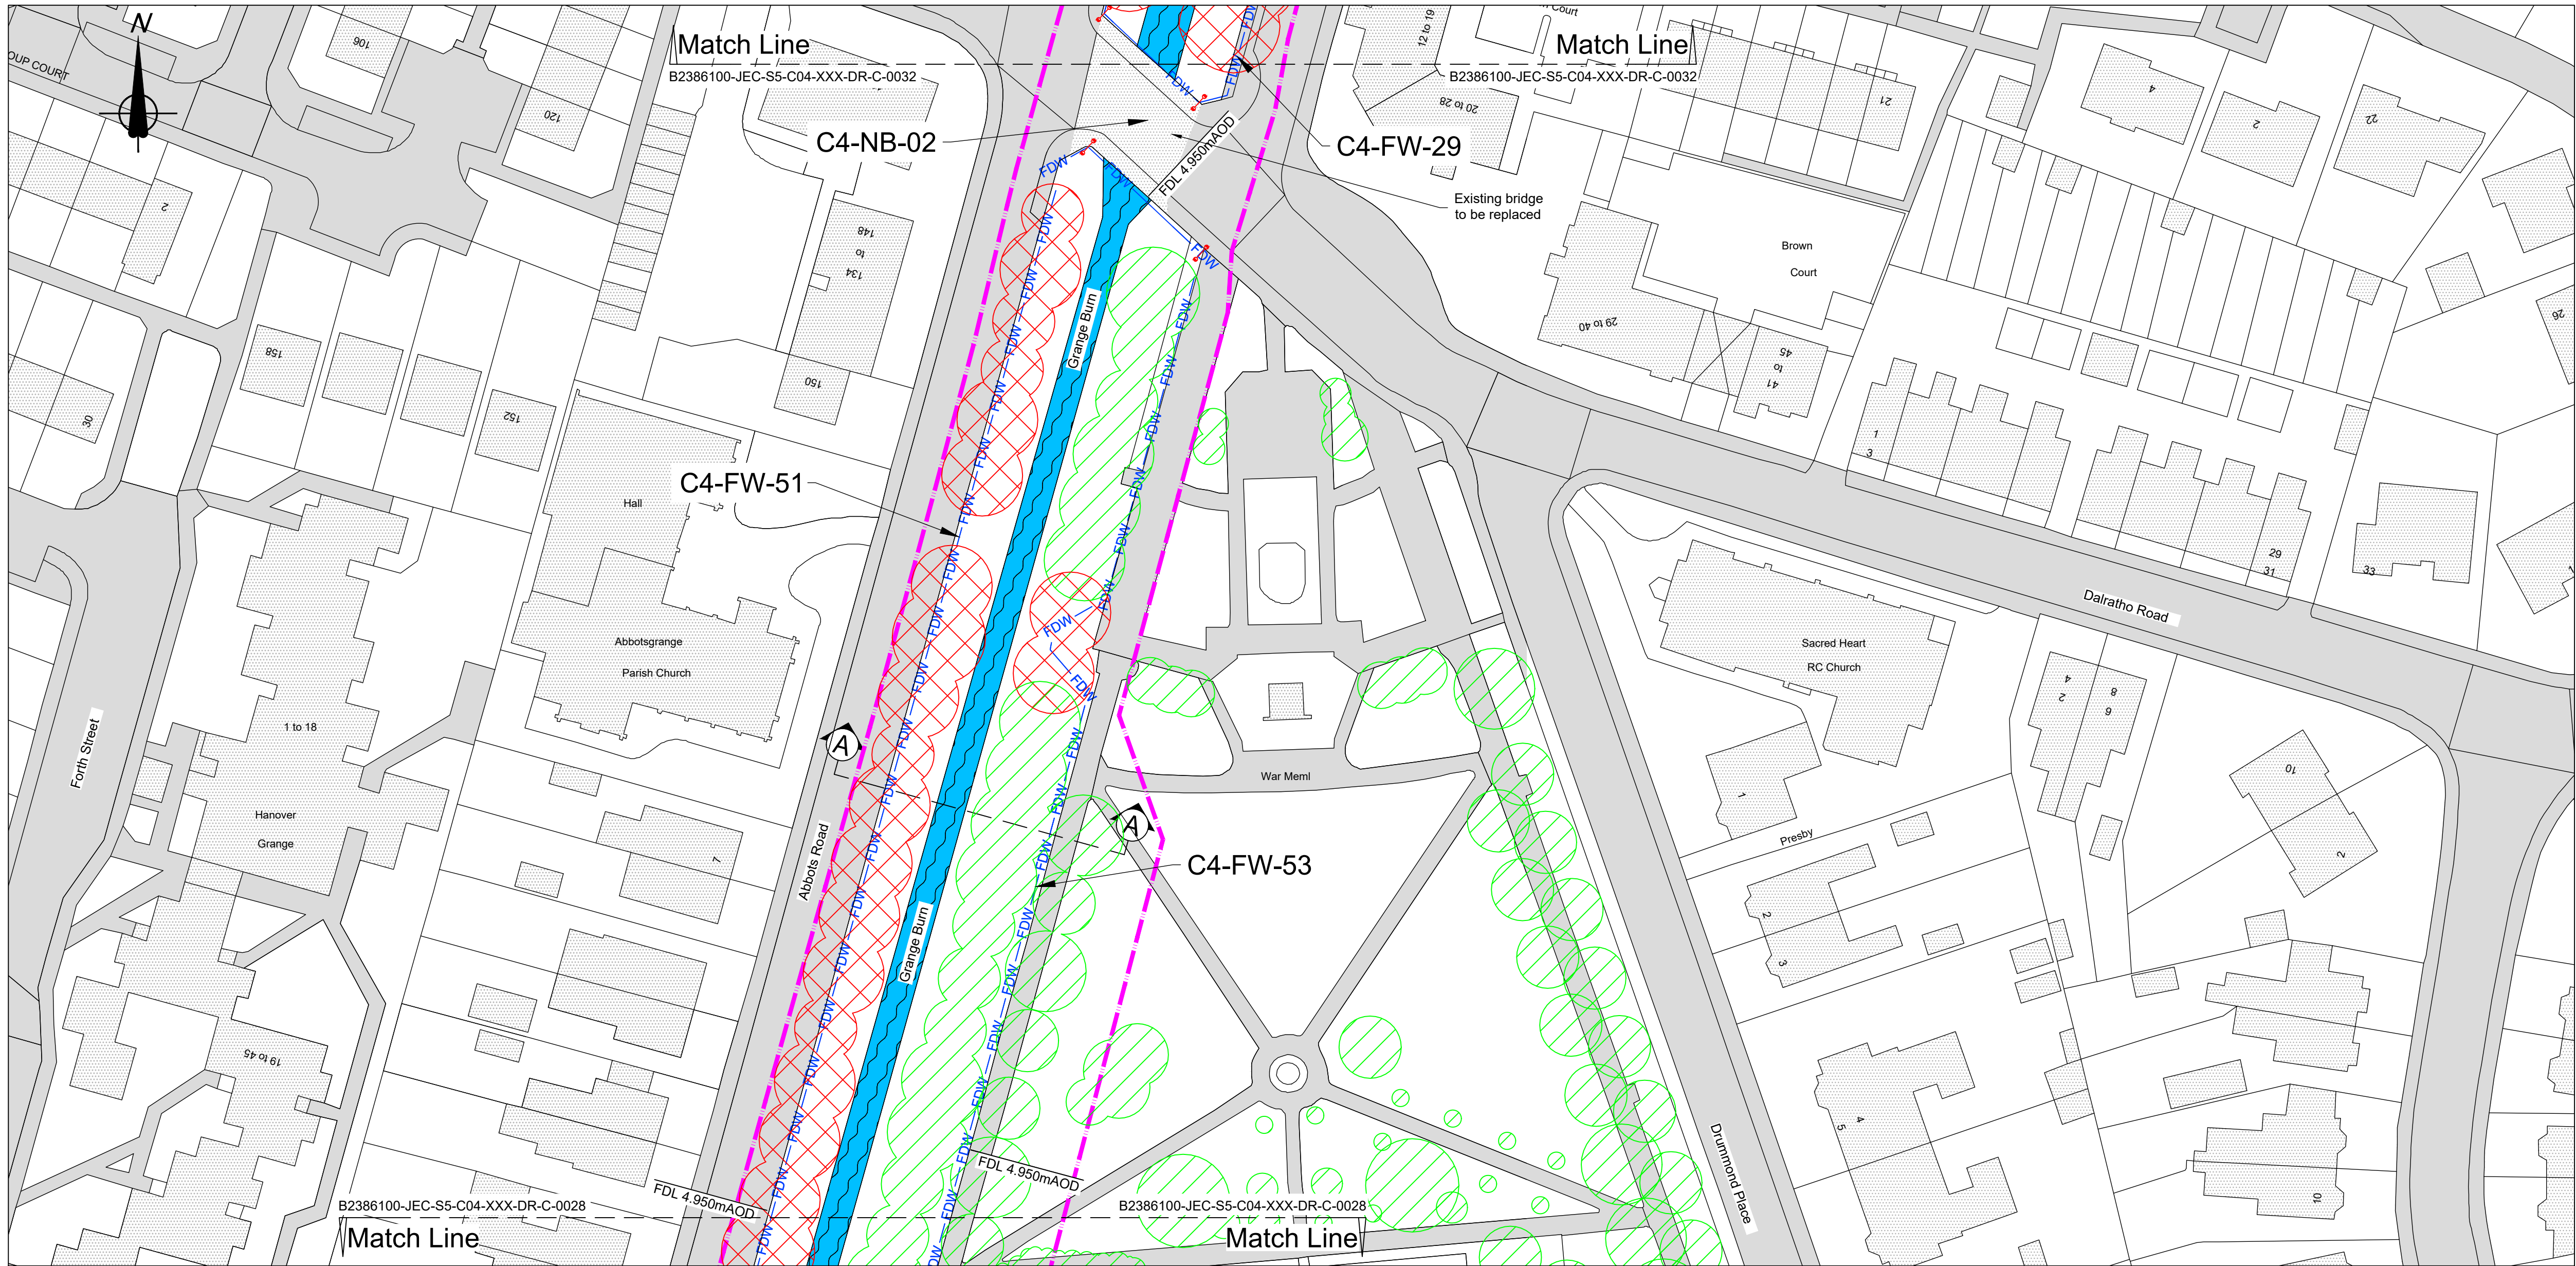 N
OUP COURT
106
120
2
Match Line
B2386100-JEC-S5-C04-XXX-DR-C-0032
Match Line
B2386100-JEC-S5-C04-XXX-DR-C-0032
Court
12 to 19
20 to 28
21
4
2
22
C4-NB-02
C4-FW-29
FDL 4.950mAOD
Existing bridge
to be replaced
FDW
FDW
FDW
FDW
FDW
FDW
148
to
134
150
158
152
30
Brown
Court
29 to 40
45
to
41
26
1
3
29
31
33
Grange Burn
C4-FW-51
Hall
Abbotsgrange
Parish Church
Dalratho Road
Sacred Heart
RC Church
4
2
8
6
10
2
1
Presby
2
3
Forth Street
1 to 18
Hanover
Grange
7
A
A
War Meml
C4-FW-53
Abbots Road
Grange Burn
19 to 45
5
4
10
Drummond Place
FDL 4.950mAOD
FDL 4.950mAOD
B2386100-JEC-S5-C04-XXX-DR-C-0028
Match Line
B2386100-JEC-S5-C04-XXX-DR-C-0028
Match Line